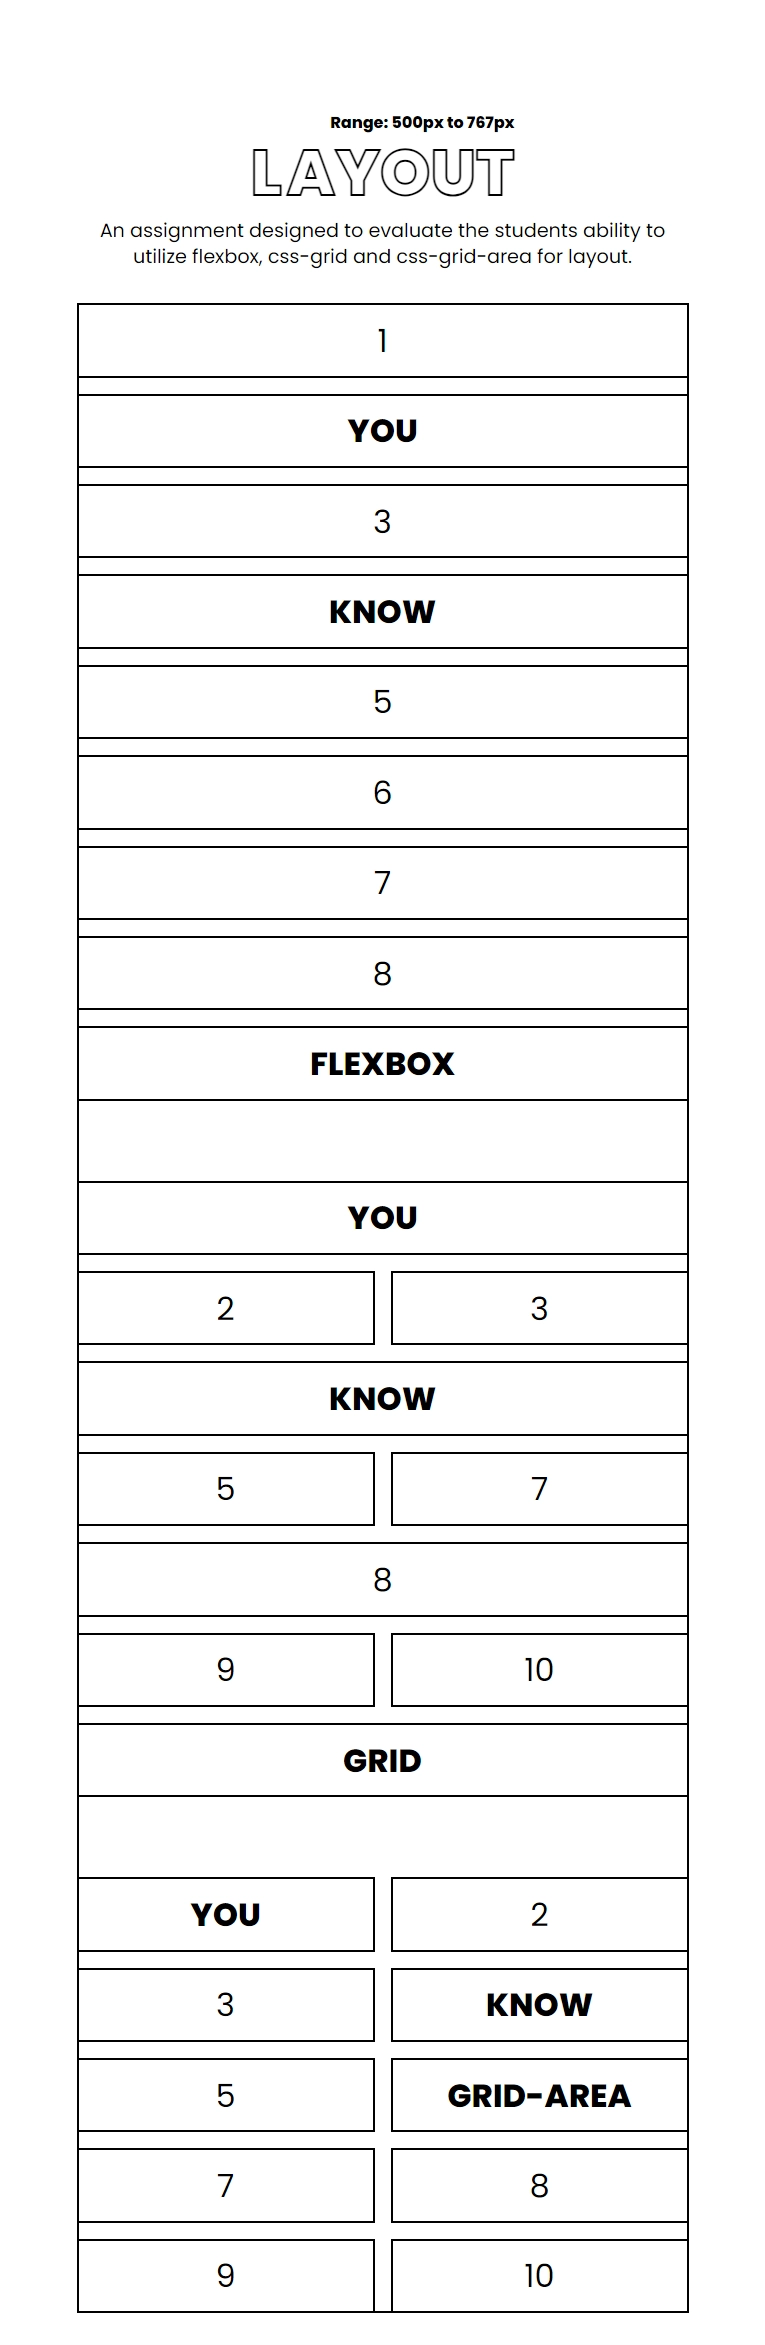 Range: 500px to 767px
LAYOUT
An assignment designed to evaluate the students ability to
utilize flexbox, css-grid and css-grid-area for layout.
1
YOU
3
KNOW
5
6
7
8
FLEXBOX
YOU
2 3
KNOW
5 7
8
9 10
GRID
YOU 2
3 KNOW
5 GRID-AREA
7 8
9 10